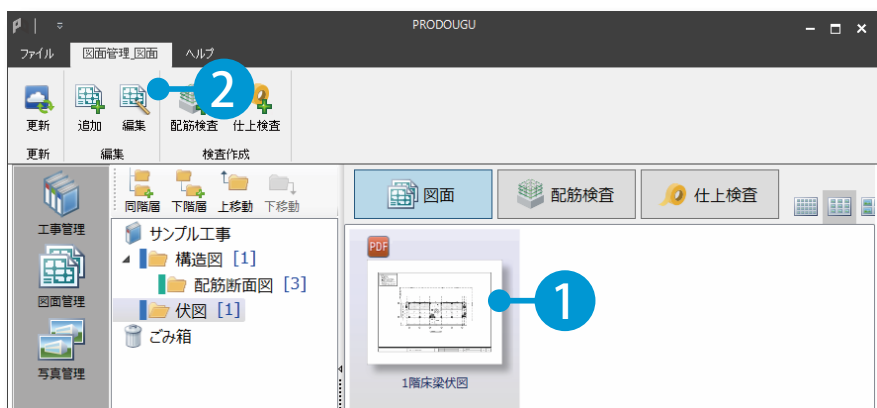 PRODOUGU
ファイル 図面管理_図面 ヘルプ
2
更新 追加 編集 配筋検査 仕上検査
更新 編集 検査作成
同階層 下階層 上移動 下移動
図面 配筋検査 仕上検査
工事管理
図面管理
写真管理
サンプル工事
構造図 [1]
配筋断面図 [3]
伏図 [1]
ごみ箱
PDF
1
1階床梁伏図